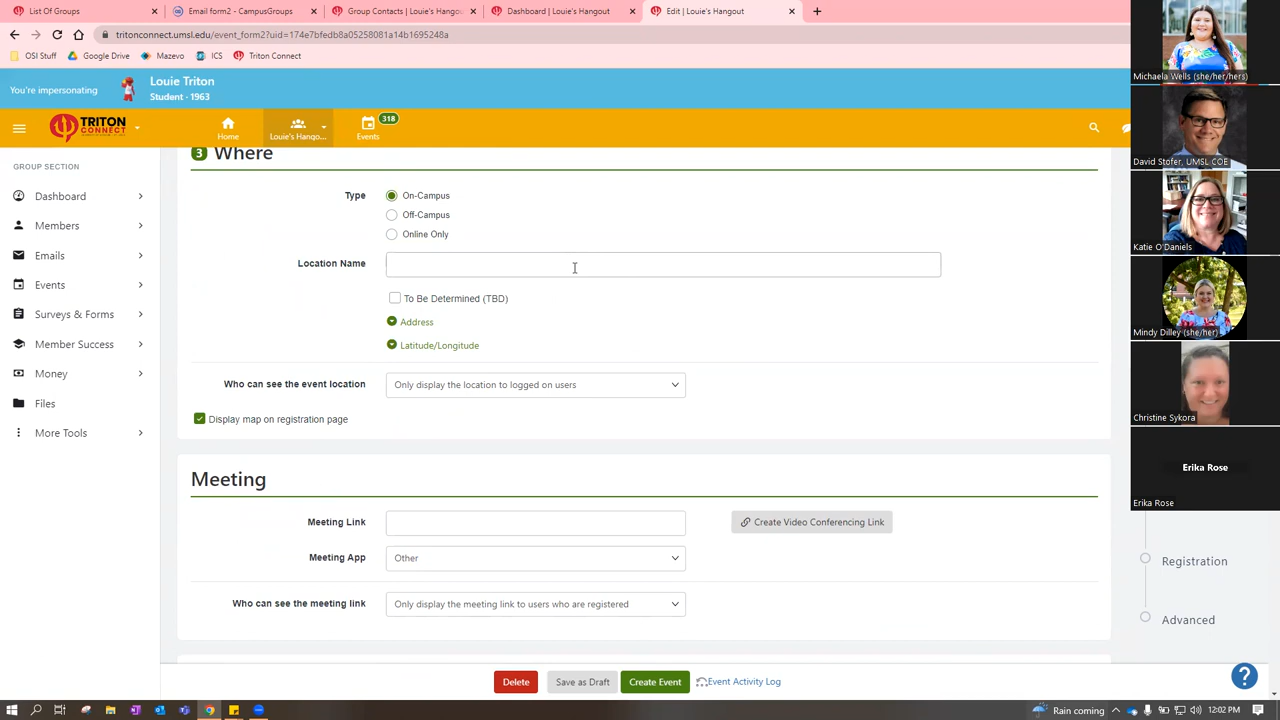 List Of Groups
Email form2 - CampusGroups
Group Contacts | Louie's Hango
Dashboard | Louie's Hangout
Edit | Louie's Hangout
tritonconnect.umsl.edu/event_form2?uid=174e7bfedb8a05258081a14b1695248a
OSI Stuff
Google Drive
Mazevo
ICS
Triton Connect
You're impersonating
Louie Triton
Student - 1963
TRITON
CONNECT
Home
Louie's Hango...
Events
318
GROUP SECTION
Dashboard
Members
Emails
Events
Surveys & Forms
Member Success
Money
Files
More Tools
3 Where
Type
On-Campus
Off-Campus
Online Only
Location Name
To Be Determined (TBD)
Address
Latitude/Longitude
Who can see the event location
Only display the location to logged on users
Display map on registration page
Meeting
Meeting Link
Create Video Conferencing Link
Meeting App
Other
Who can see the meeting link
Only display the meeting link to users who are registered
Delete
Save as Draft
Create Event
Event Activity Log
Registration
Advanced
?
Michaela Wells (she/her/hers)
David Stofer, UMSL COE
Katie O'Daniels
Mindy Dilley (she/her)
Christine Sykora
Erika Rose
Erika Rose
Rain coming
12:02 PM